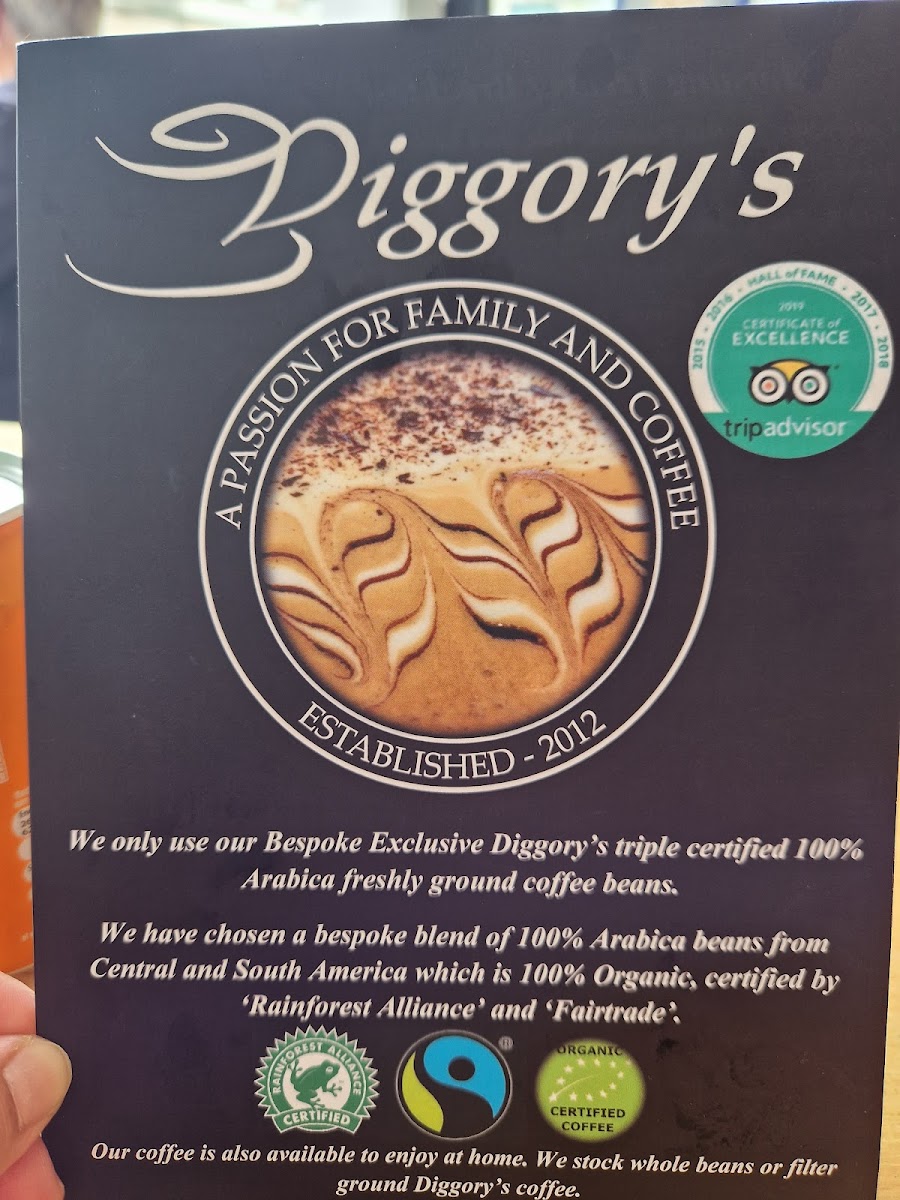 Diggory's
A PASSION FOR FAMILY AND COFFEE
2015 • 2016 • HALL of FAME • 2017 • 2018
2019
CERTIFICATE of
EXCELLENCE
tripadvisor
ESTABLISHED - 2012
We only use our Bespoke Exclusive Diggory’s triple certified 100%
Arabica freshly ground coffee beans.
We have chosen a bespoke blend of 100% Arabica beans from
Central and South America which is 100% Organic, certified by
‘Rainforest Alliance’ and ‘Fairtrade’.
RAINFOREST ALLIANCE
CERTIFIED
®
ORGANIC
CERTIFIED
COFFEE
Our coffee is also available to enjoy at home. We stock whole beans or filter
ground Diggory’s coffee.